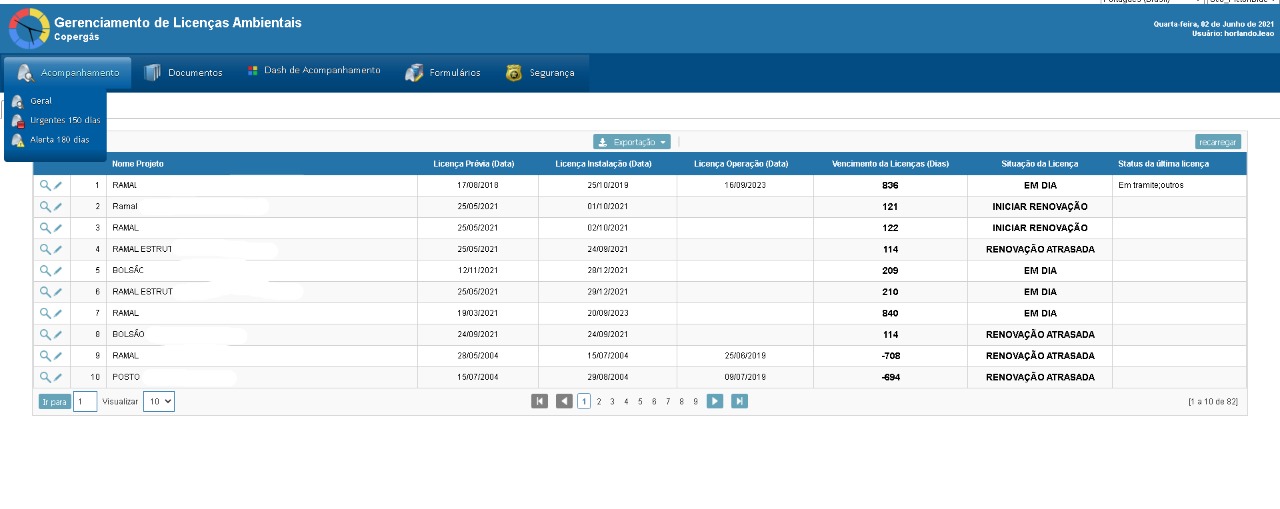 Português (Brasil)
Gerenciamento de Licenças Ambientais
Copergás
Quarta-feira, 02 de Junho de 2021
Usuário: horlando.leao
Acompanhamento Documentos Dash de Acompanhamento Formulários Segurança
Geral
Urgentes 150 dias
Alerta 180 dias
Exportação recarregar
Nome Projeto Licença Prévia (Data) Licença Instalação (Data) Licença Operação (Data) Vencimento da Licenças (Dias) Situação da Licença Status da última licença
1 RAMAL 17/08/2018 25/10/2019 16/09/2023 836 EM DIA Em tramite;outros
2 Ramal 25/05/2021 01/10/2021 121 INICIAR RENOVAÇÃO
3 RAMAL 25/05/2021 02/10/2021 122 INICIAR RENOVAÇÃO
4 RAMAL ESTRUT 25/05/2021 24/09/2021 114 RENOVAÇÃO ATRASADA
5 BOLSÃO 12/11/2021 28/12/2021 209 EM DIA
6 RAMAL ESTRUT 25/05/2021 29/12/2021 210 EM DIA
7 RAMAL 19/03/2021 20/09/2023 840 EM DIA
8 BOLSÃO 24/09/2021 24/09/2021 114 RENOVAÇÃO ATRASADA
9 RAMAL 28/05/2004 15/07/2004 25/06/2019 -708 RENOVAÇÃO ATRASADA
10 POSTO 15/07/2004 29/08/2004 09/07/2019 -694 RENOVAÇÃO ATRASADA
Ir para 1 Visualizar 10 1 2 3 4 5 6 7 8 9 [1 a 10 de 82]